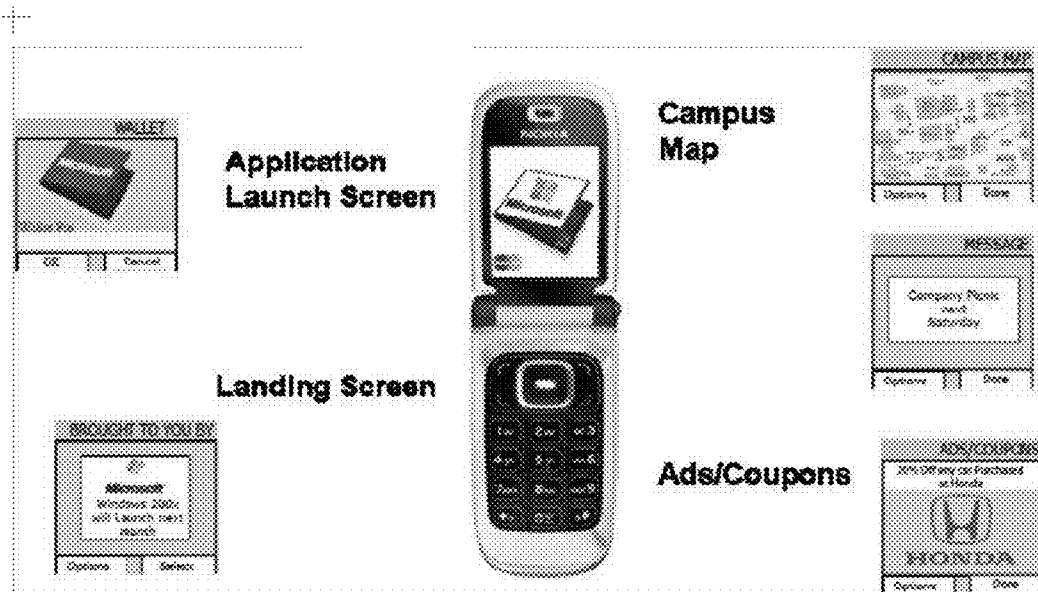 WALLET
OK
Cancel
Application
Launch Screen
Landing Screen
BROUGHT TO YOU BY
Microsoft
Windows 200x
will Launch next
month
Options
Select
Microsoft
Campus
Map
CAMPUS MAP
Options
Done
MESSAGE
Company Picnic
next
Saturday
Options
Done
Ads/Coupons
ADS/COUPONS
20% Off any car Purchased
at Honda
HONDA
Options
Done